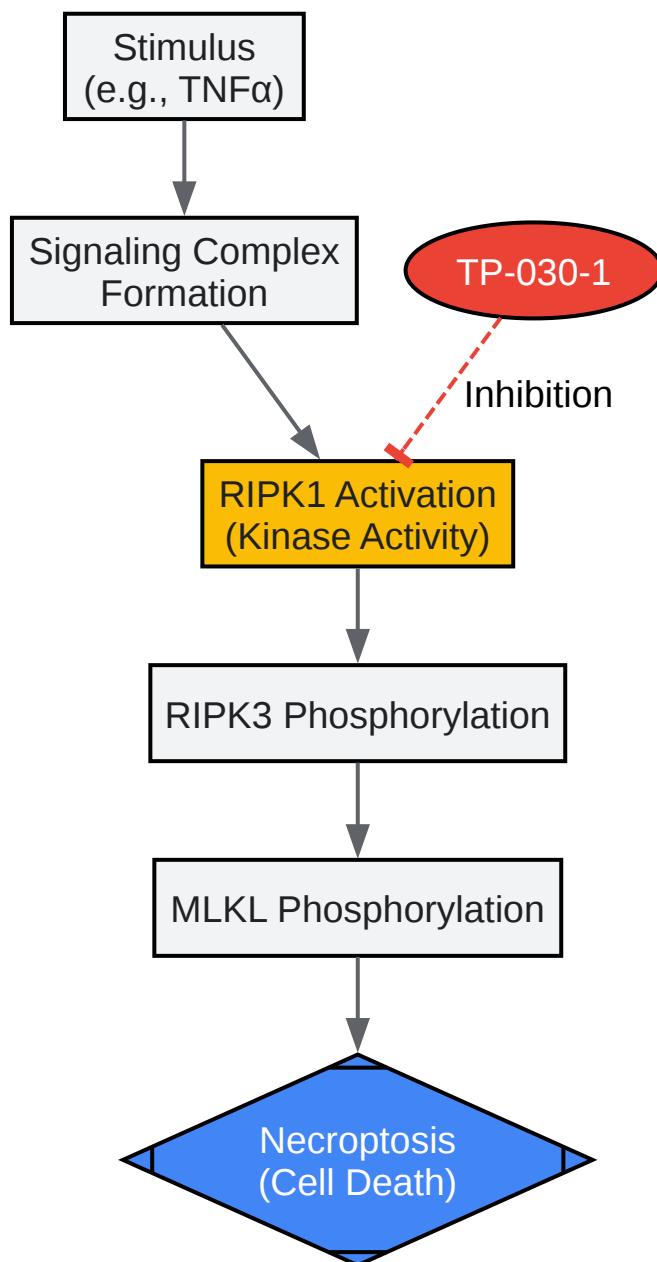 Stimulus
(e.g., TNFα)
Signaling Complex
Formation
TP-030-1
Inhibition
RIPK1 Activation
(Kinase Activity)
RIPK3 Phosphorylation
MLKL Phosphorylation
Necroptosis
(Cell Death)